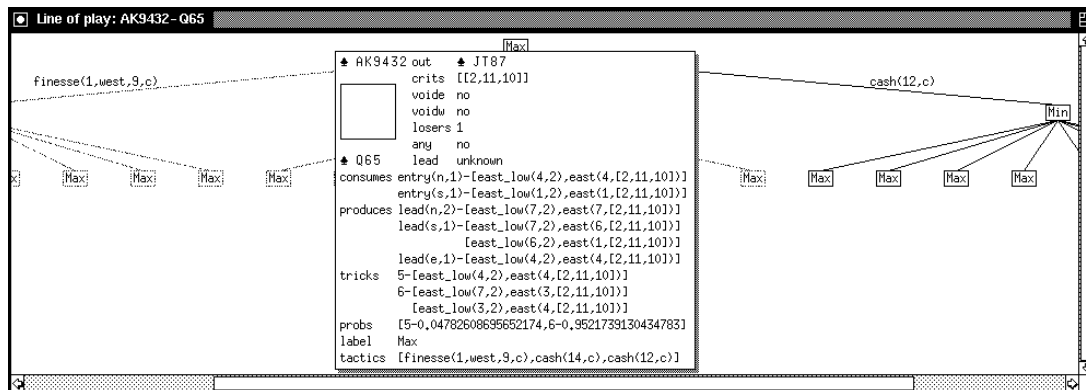 Line of play: AK9432-Q65
Max
finesse(1,west,9,c)
cash(12,c)
Min
Max Max Max Max Max Max Max Max Max
♠ AK9432 out ♠ JT87
crits [[2,11,10]]
voide no
voidw no
losers 1
any no
♠ Q65 lead unknown
consumes entry(n,1)-[east_low(4,2),east(4,[2,11,10])]
entry(s,1)-[east_low(1,2),east(1,[2,11,10])]
produces lead(n,2)-[east_low(7,2),east(7,[2,11,10])]
lead(s,1)-[east_low(7,2),east(6,[2,11,10])]
[east_low(6,2),east(1,[2,11,10])]
lead(e,1)-[east_low(4,2),east(4,[2,11,10])]
tricks 5-[east_low(4,2),east(4,[2,11,10])]
6-[east_low(7,2),east(3,[2,11,10])]
[east_low(3,2),east(4,[2,11,10])]
probs [5-0.04782608695652174,6-0.9521739130434783]
label Max
tactics [finesse(1,west,9,c),cash(14,c),cash(12,c)]